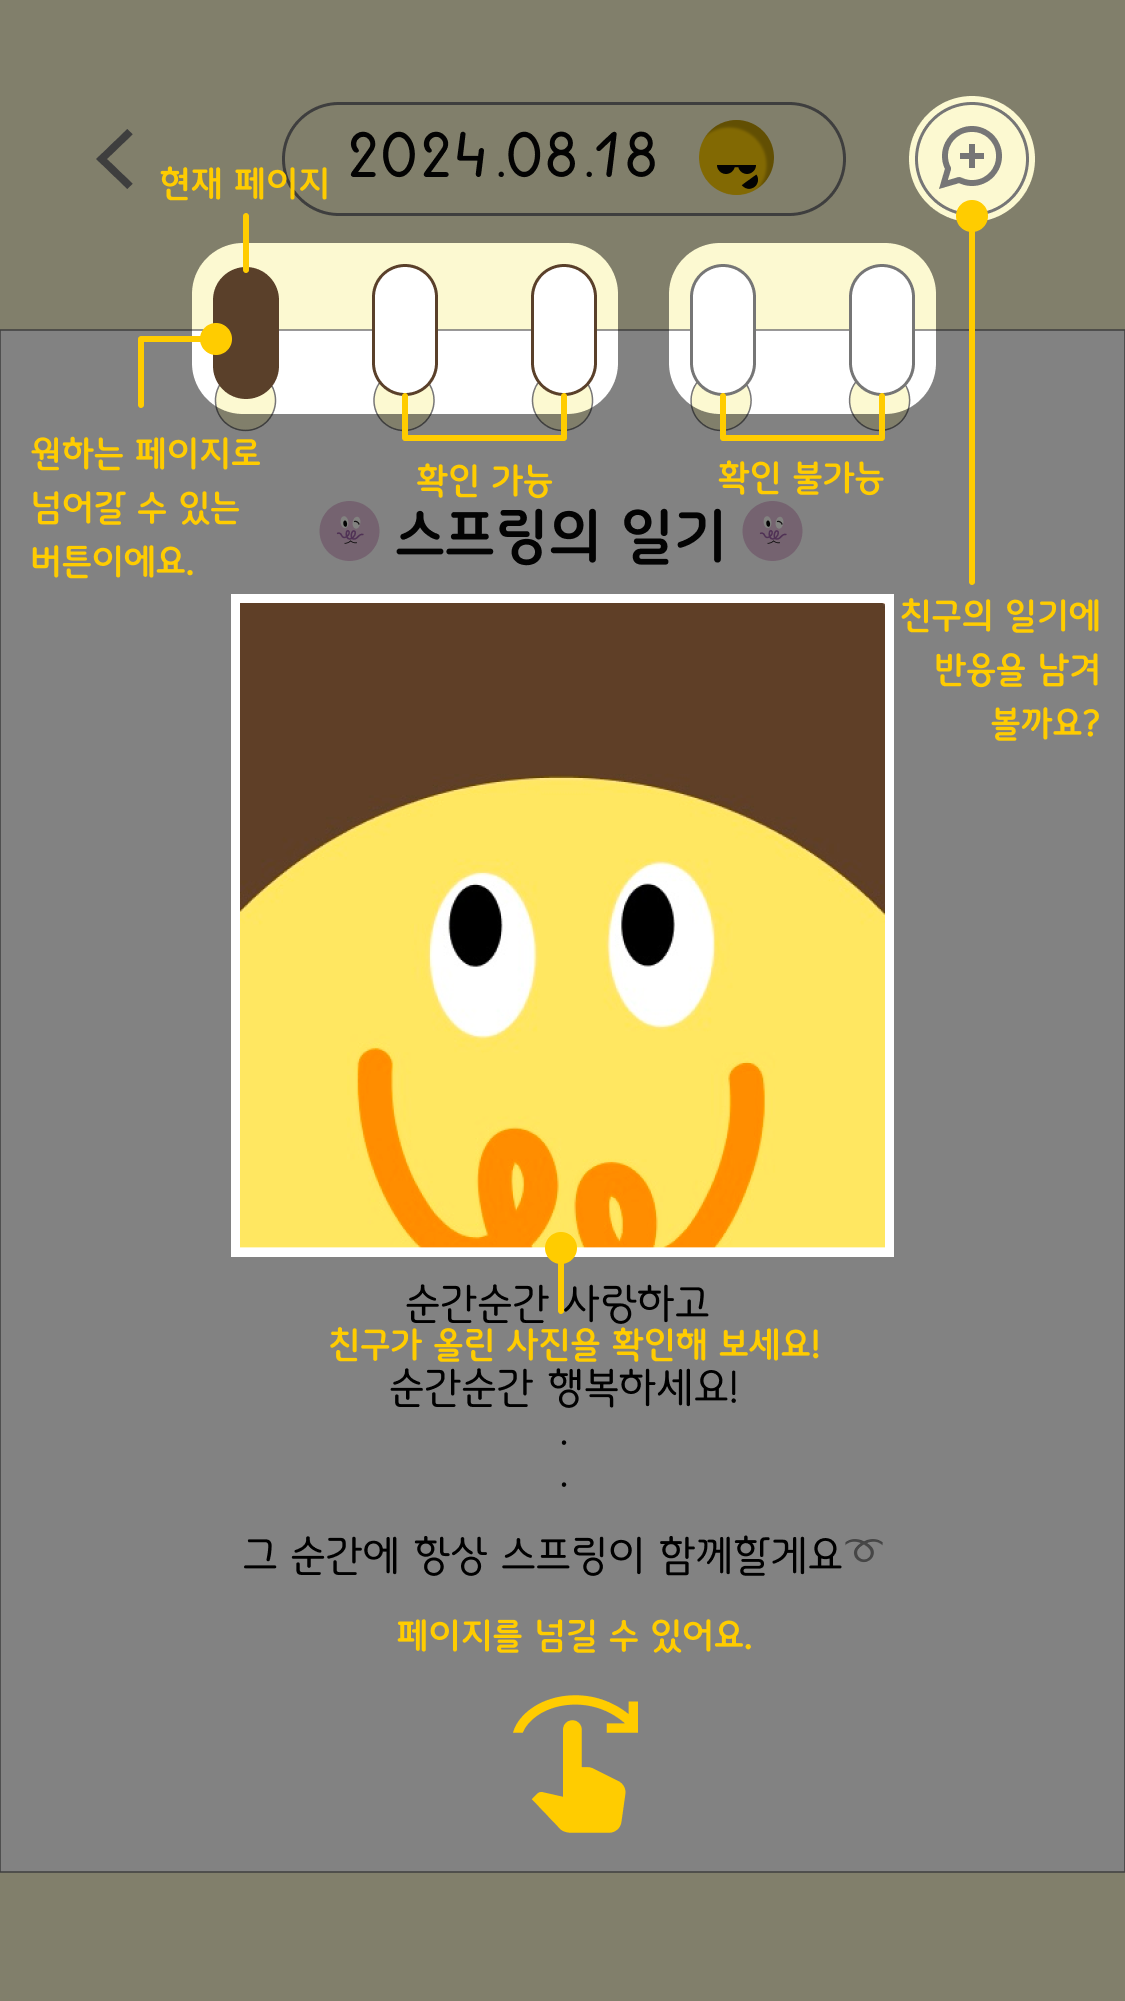 2024.08.18
현재 페이지
원하는 페이지로
넘어갈 수 있는
버튼이에요.
확인 가능
확인 불가능
스프링의 일기
친구의 일기에
반응을 남겨
볼까요?
순간순간 사랑하고
친구가 올린 사진을 확인해 보세요!
순간순간 행복하세요!
.
.
그 순간에 항상 스프링이 함께할게요➰
페이지를 넘길 수 있어요.